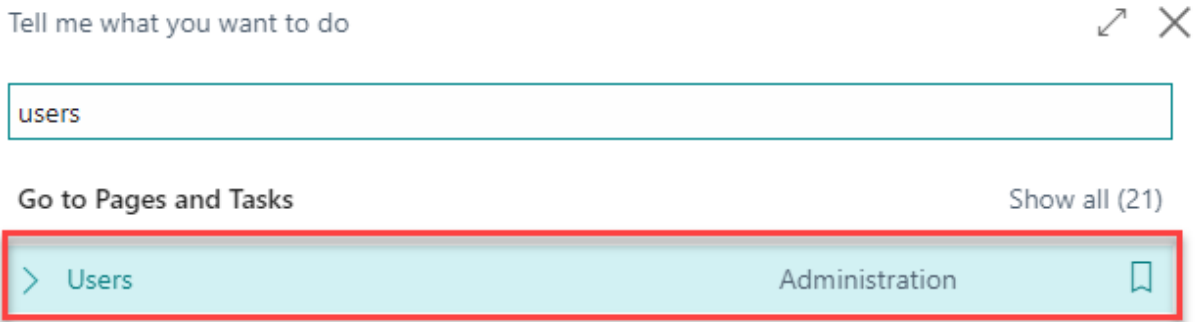 Tell me what you want to do
users
Go to Pages and Tasks Show all (21)
Users Administration